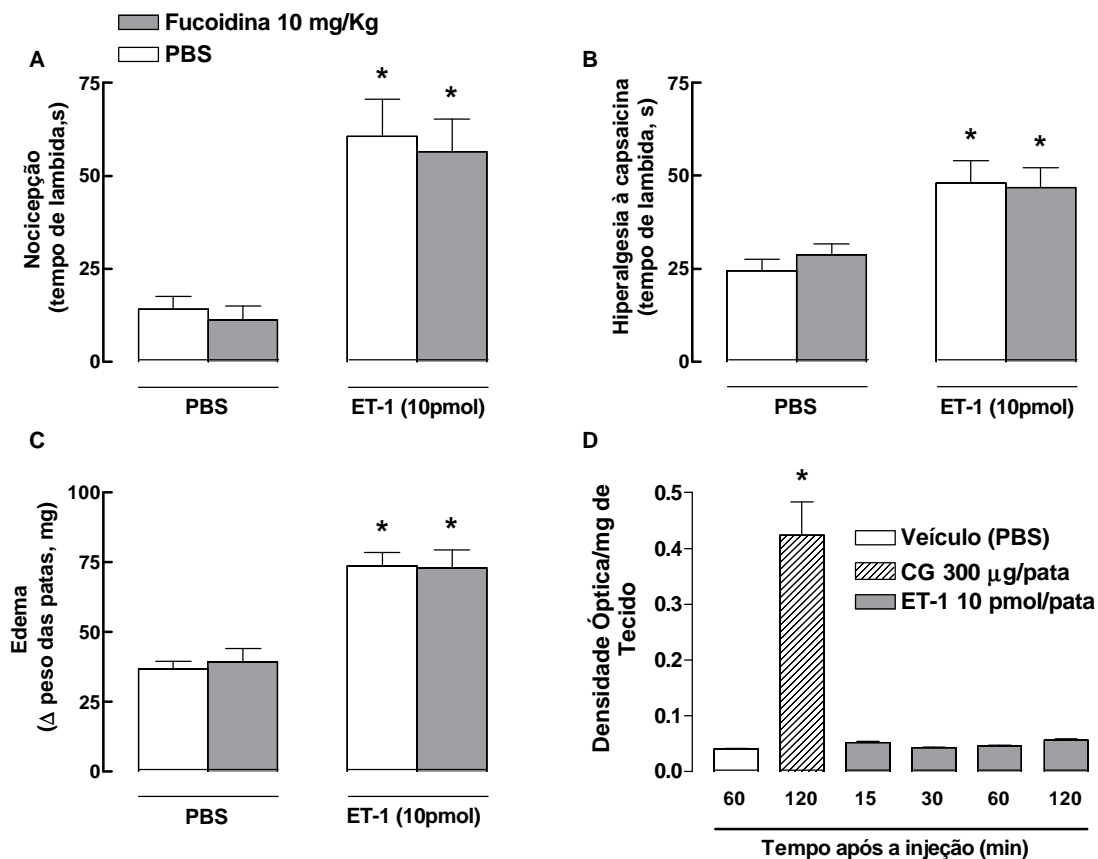 Fucoidina 10 mg/Kg
PBS
A
Nocicepção
(tempo de lambida,s)
75
50
25
0
* *
PBS
ET-1 (10pmol)
B
Hiperalgesia à capsaicina
(tempo de lambida, s)
75
50
25
0
* *
PBS
ET-1 (10pmol)
C
Edema
(Δ peso das patas, mg)
100
75
50
25
0
* *
PBS
ET-1 (10pmol)
D
Densidade Óptica/mg de
Tecido
0.5
0.4
0.3
0.2
0.1
0.0
*
Veículo (PBS)
CG 300 μg/pata
ET-1 10 pmol/pata
60 120 15 30 60 120
Tempo após a injeção (min)